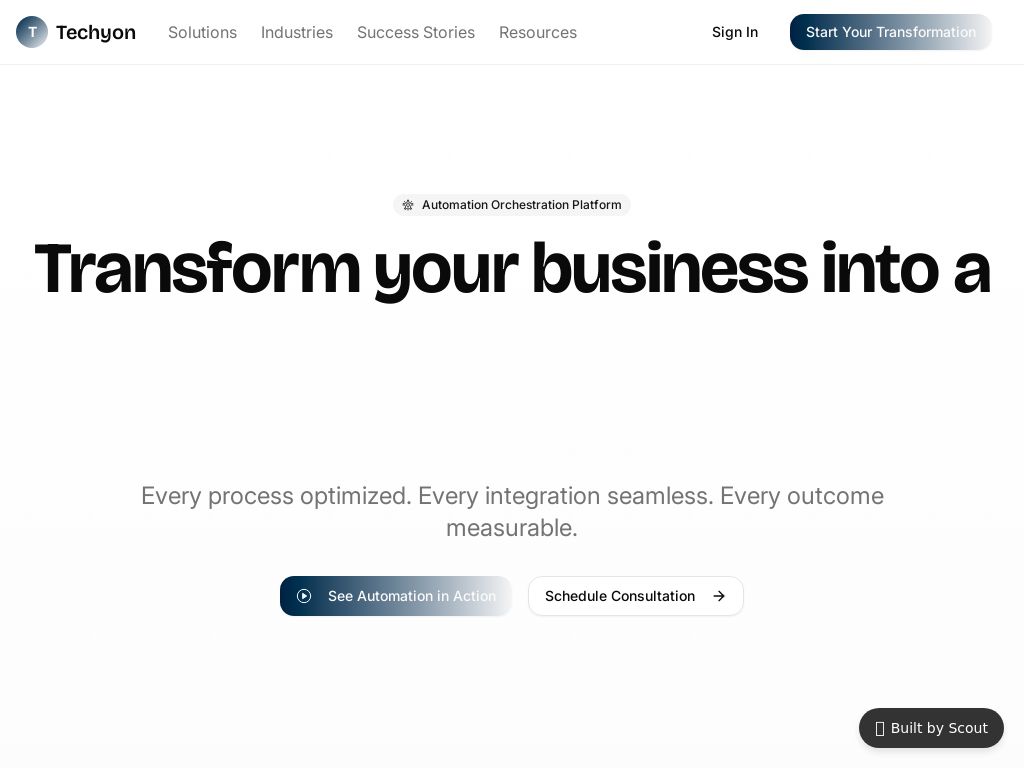 T Techyon Solutions Industries Success Stories Resources Sign In Start Your Transformation
Automation Orchestration Platform
Transform your business into a
Every process optimized. Every integration seamless. Every outcome
measurable.
See Automation in Action Schedule Consultation
Built by Scout